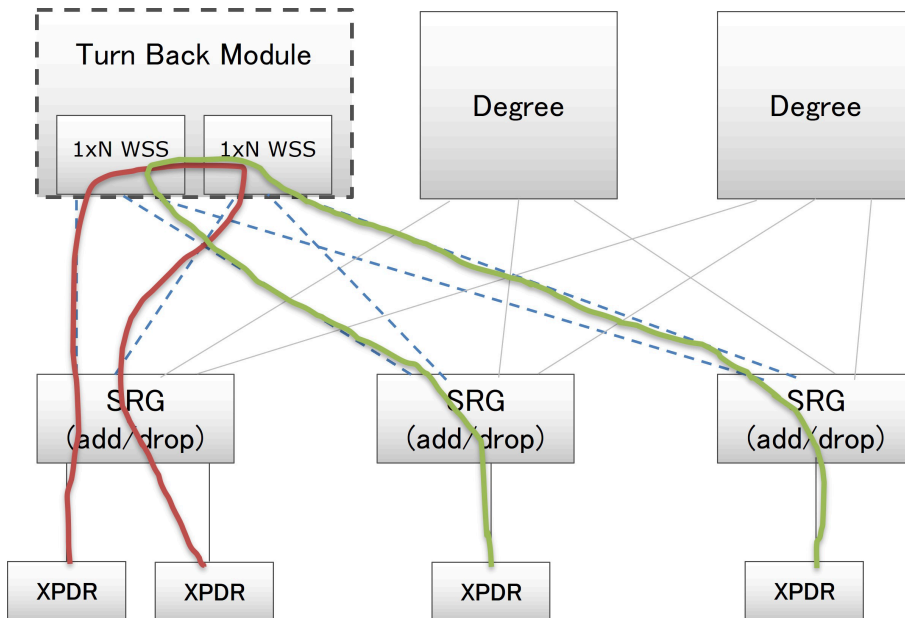 Turn Back Module
1xN WSS
1xN WSS
Degree
Degree
SRG
(add/drop)
SRG
(add/drop)
SRG
(add/drop)
XPDR
XPDR
XPDR
XPDR